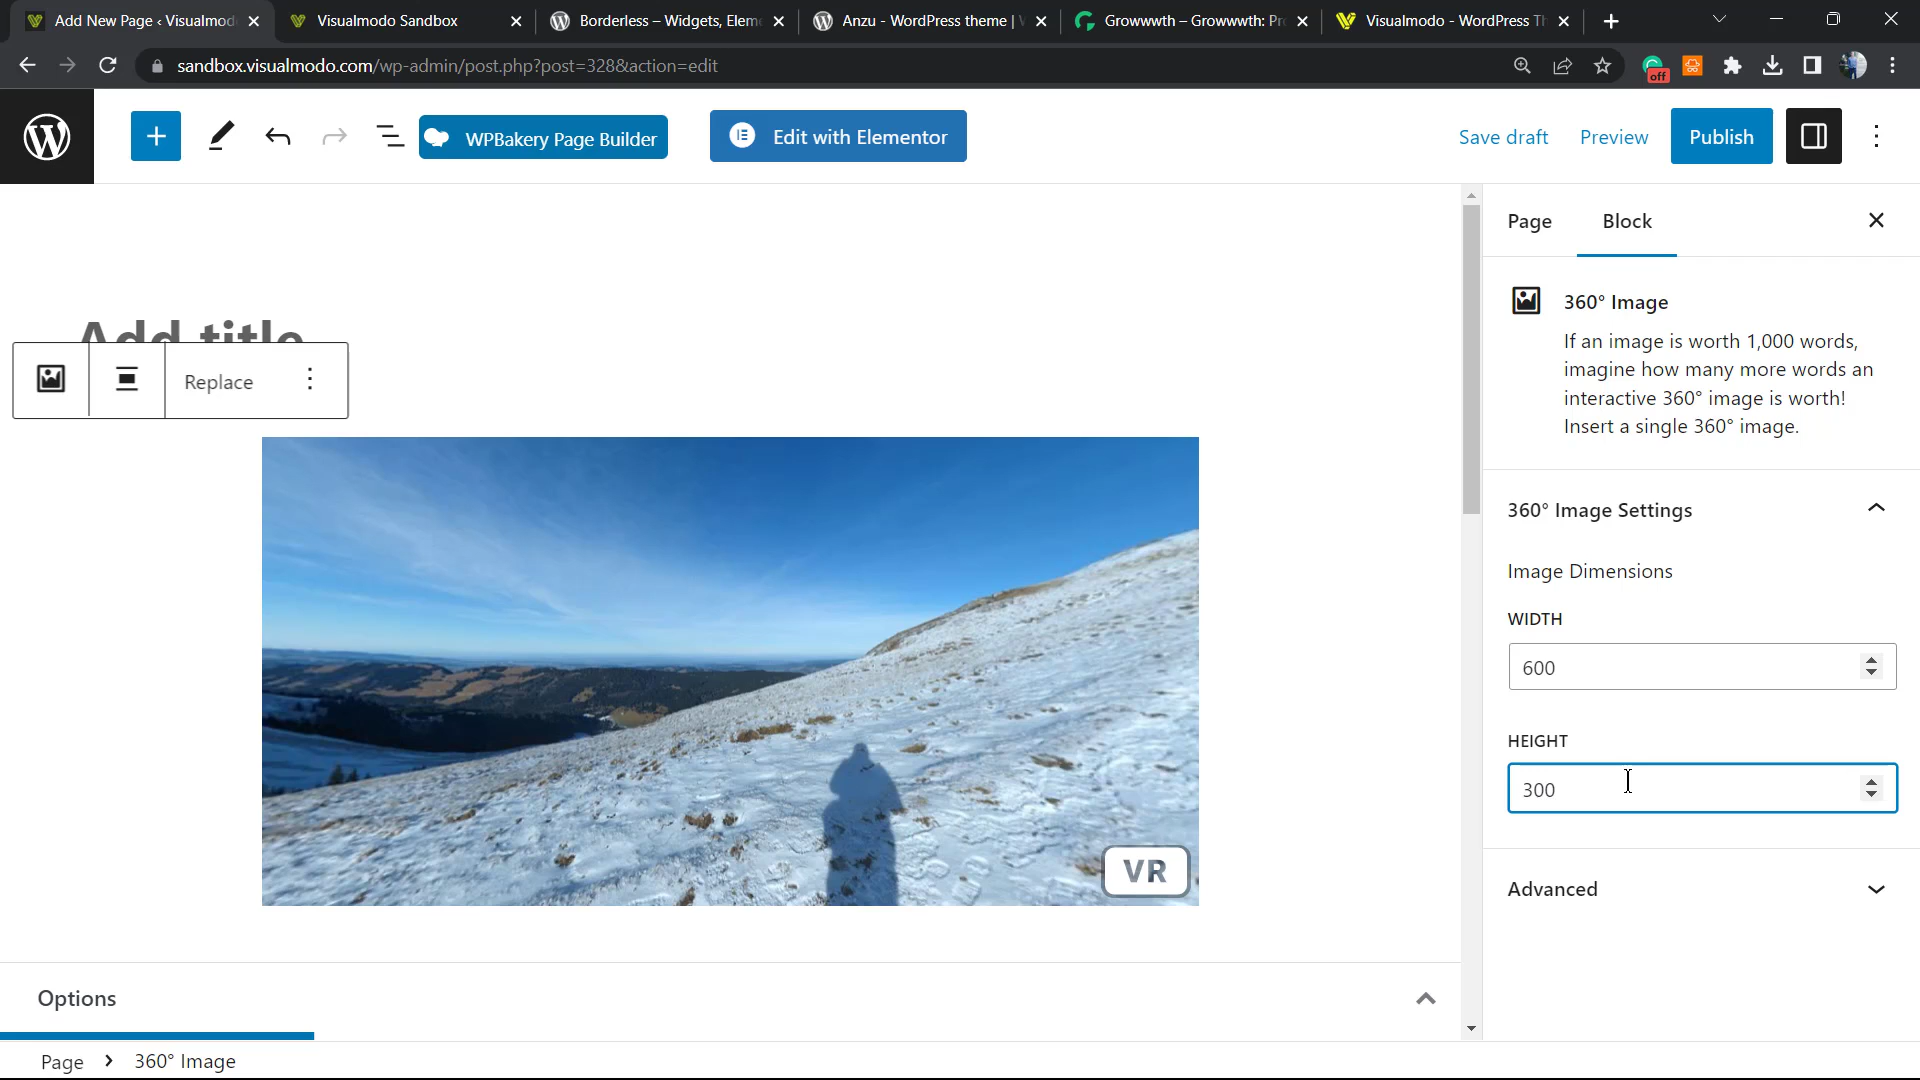 Add New Page ‹ Visualmod
Visualmodo Sandbox
Borderless – Widgets, Elem
Anzu - WordPress theme |
Growwwth – Growwwth: Pr
Visualmodo - WordPress Th
sandbox.visualmodo.com/wp-admin/post.php?post=328&action=edit
off
WPBakery Page Builder
Edit with Elementor
Save draft
Preview
Publish
Page
Block
Add title
Replace
360° Image
If an image is worth 1,000 words,
imagine how many more words an
interactive 360° image is worth!
Insert a single 360° image.
360° Image Settings
Image Dimensions
WIDTH
600
HEIGHT
300
VR
Advanced
Options
Page
360° Image